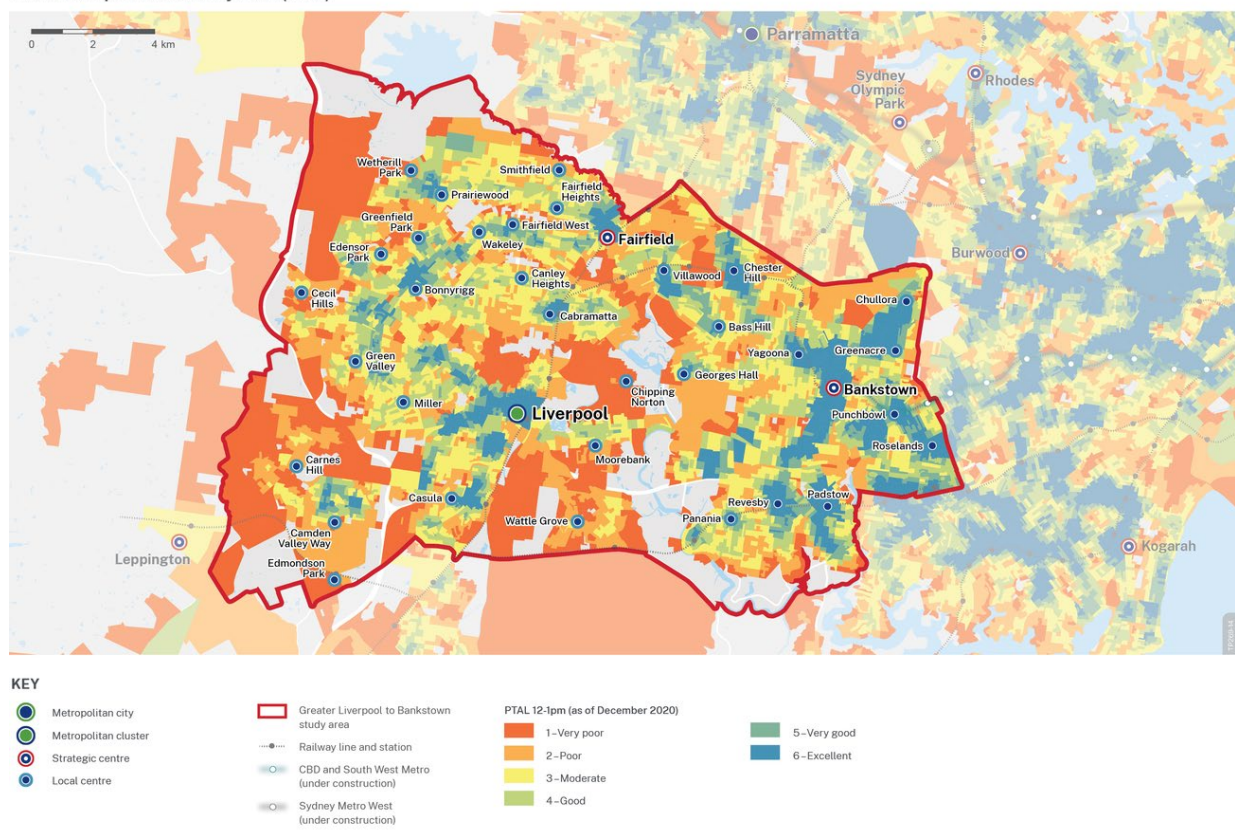 0 2 4 km
Parramatta
Sydney
Olympic
Park
Rhodes
Wetherill
Park
Smithfield
Prairiewood
Fairfield
Heights
Greenfield
Park
Fairfield West
Wakeley
Fairfield
Edensor
Park
Burwood
Canley
Heights
Villawood
Chester
Hill
Cecil
Hills
Bonnyrigg
Chullora
Cabramatta
Bass Hill
Yagoona
Greenacre
Green
Valley
Georges Hall
Chipping
Norton
Bankstown
Miller
Liverpool
Punchbowl
Moorebank
Roselands
Carnes
Hill
Casula
Revesby
Padstow
Wattle Grove
Panania
Camden
Valley Way
Leppington
Kogarah
Edmondson
Park
KEY
Metropolitan city
Metropolitan cluster
Strategic centre
Local centre
Greater Liverpool to Bankstown
study area
Railway line and station
CBD and South West Metro
(under construction)
Sydney Metro West
(under construction)
PTAL 12-1pm (as of December 2020)
1–Very poor
2–Poor
3–Moderate
4–Good
5–Very good
6–Excellent